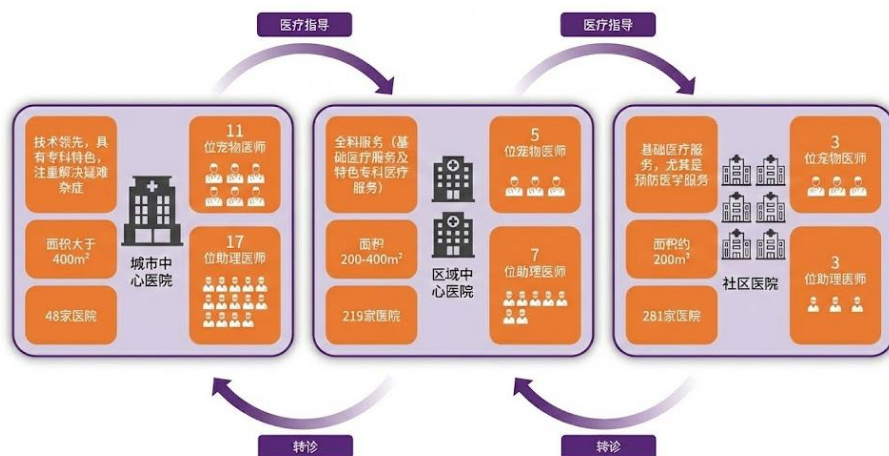 医疗指导
医疗指导
技术领先，具
有专科特色，
注重解决疑难
杂症
面积大于
400m²
48家医院
城市中
心医院
11
位宠物医师
17
位助理医师
全科服务（基
础医疗服务及
特色专科医疗
服务）
面积
200-400m²
219家医院
区域中
心医院
5
位宠物医师
7
位助理医师
基础医疗服
务，尤其是
预防医学服务
面积约
200m²
281家医院
社区医院
3
位宠物医师
3
位助理医师
转诊
转诊